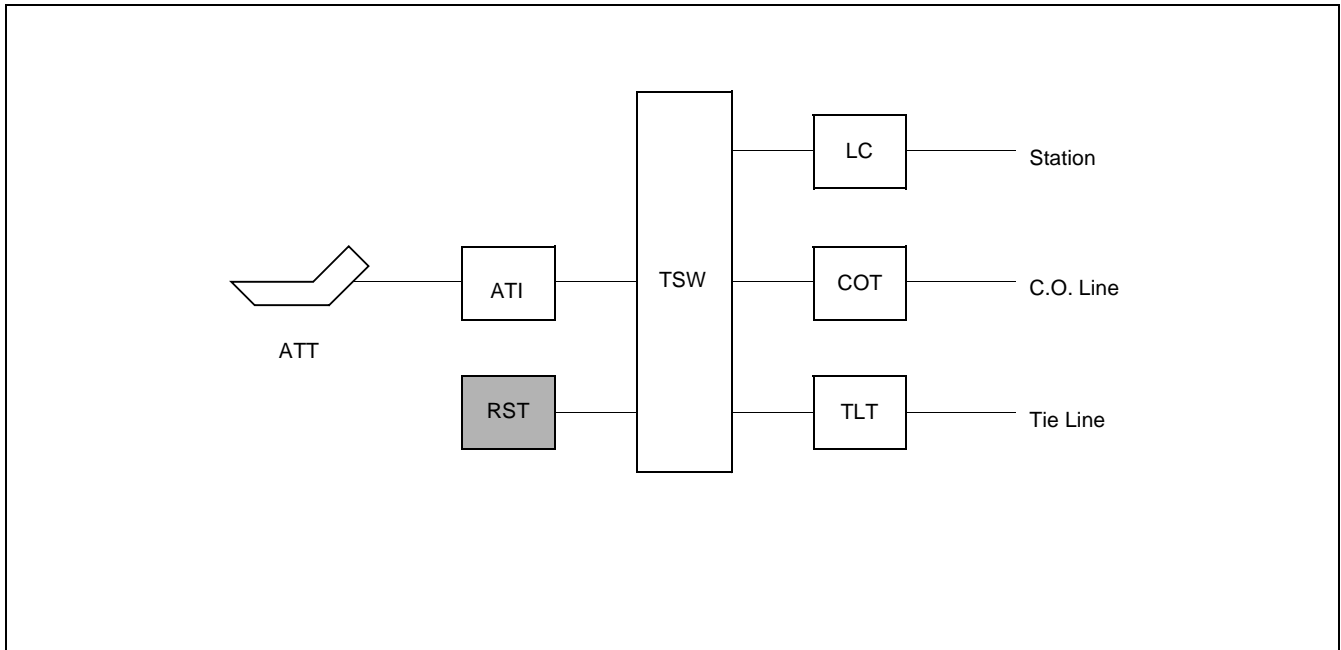 LC
Station
ATI
TSW
COT
C.O. Line
ATT
RST
TLT
Tie Line